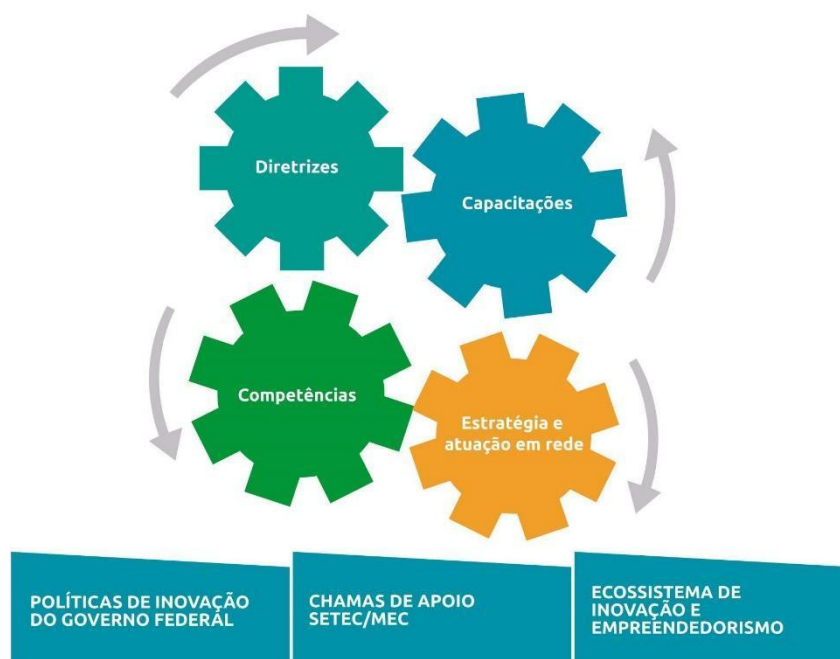 Diretrizes
Capacitações
Competências
Estratégia e
atuação em rede
POLÍTICAS DE INOVAÇÃO
DO GOVERNO FEDERAL
CHAMAS DE APOIO
SETEC/MEC
ECOSSISTEMA DE
INOVAÇÃO E
EMPREENDEDORISMO